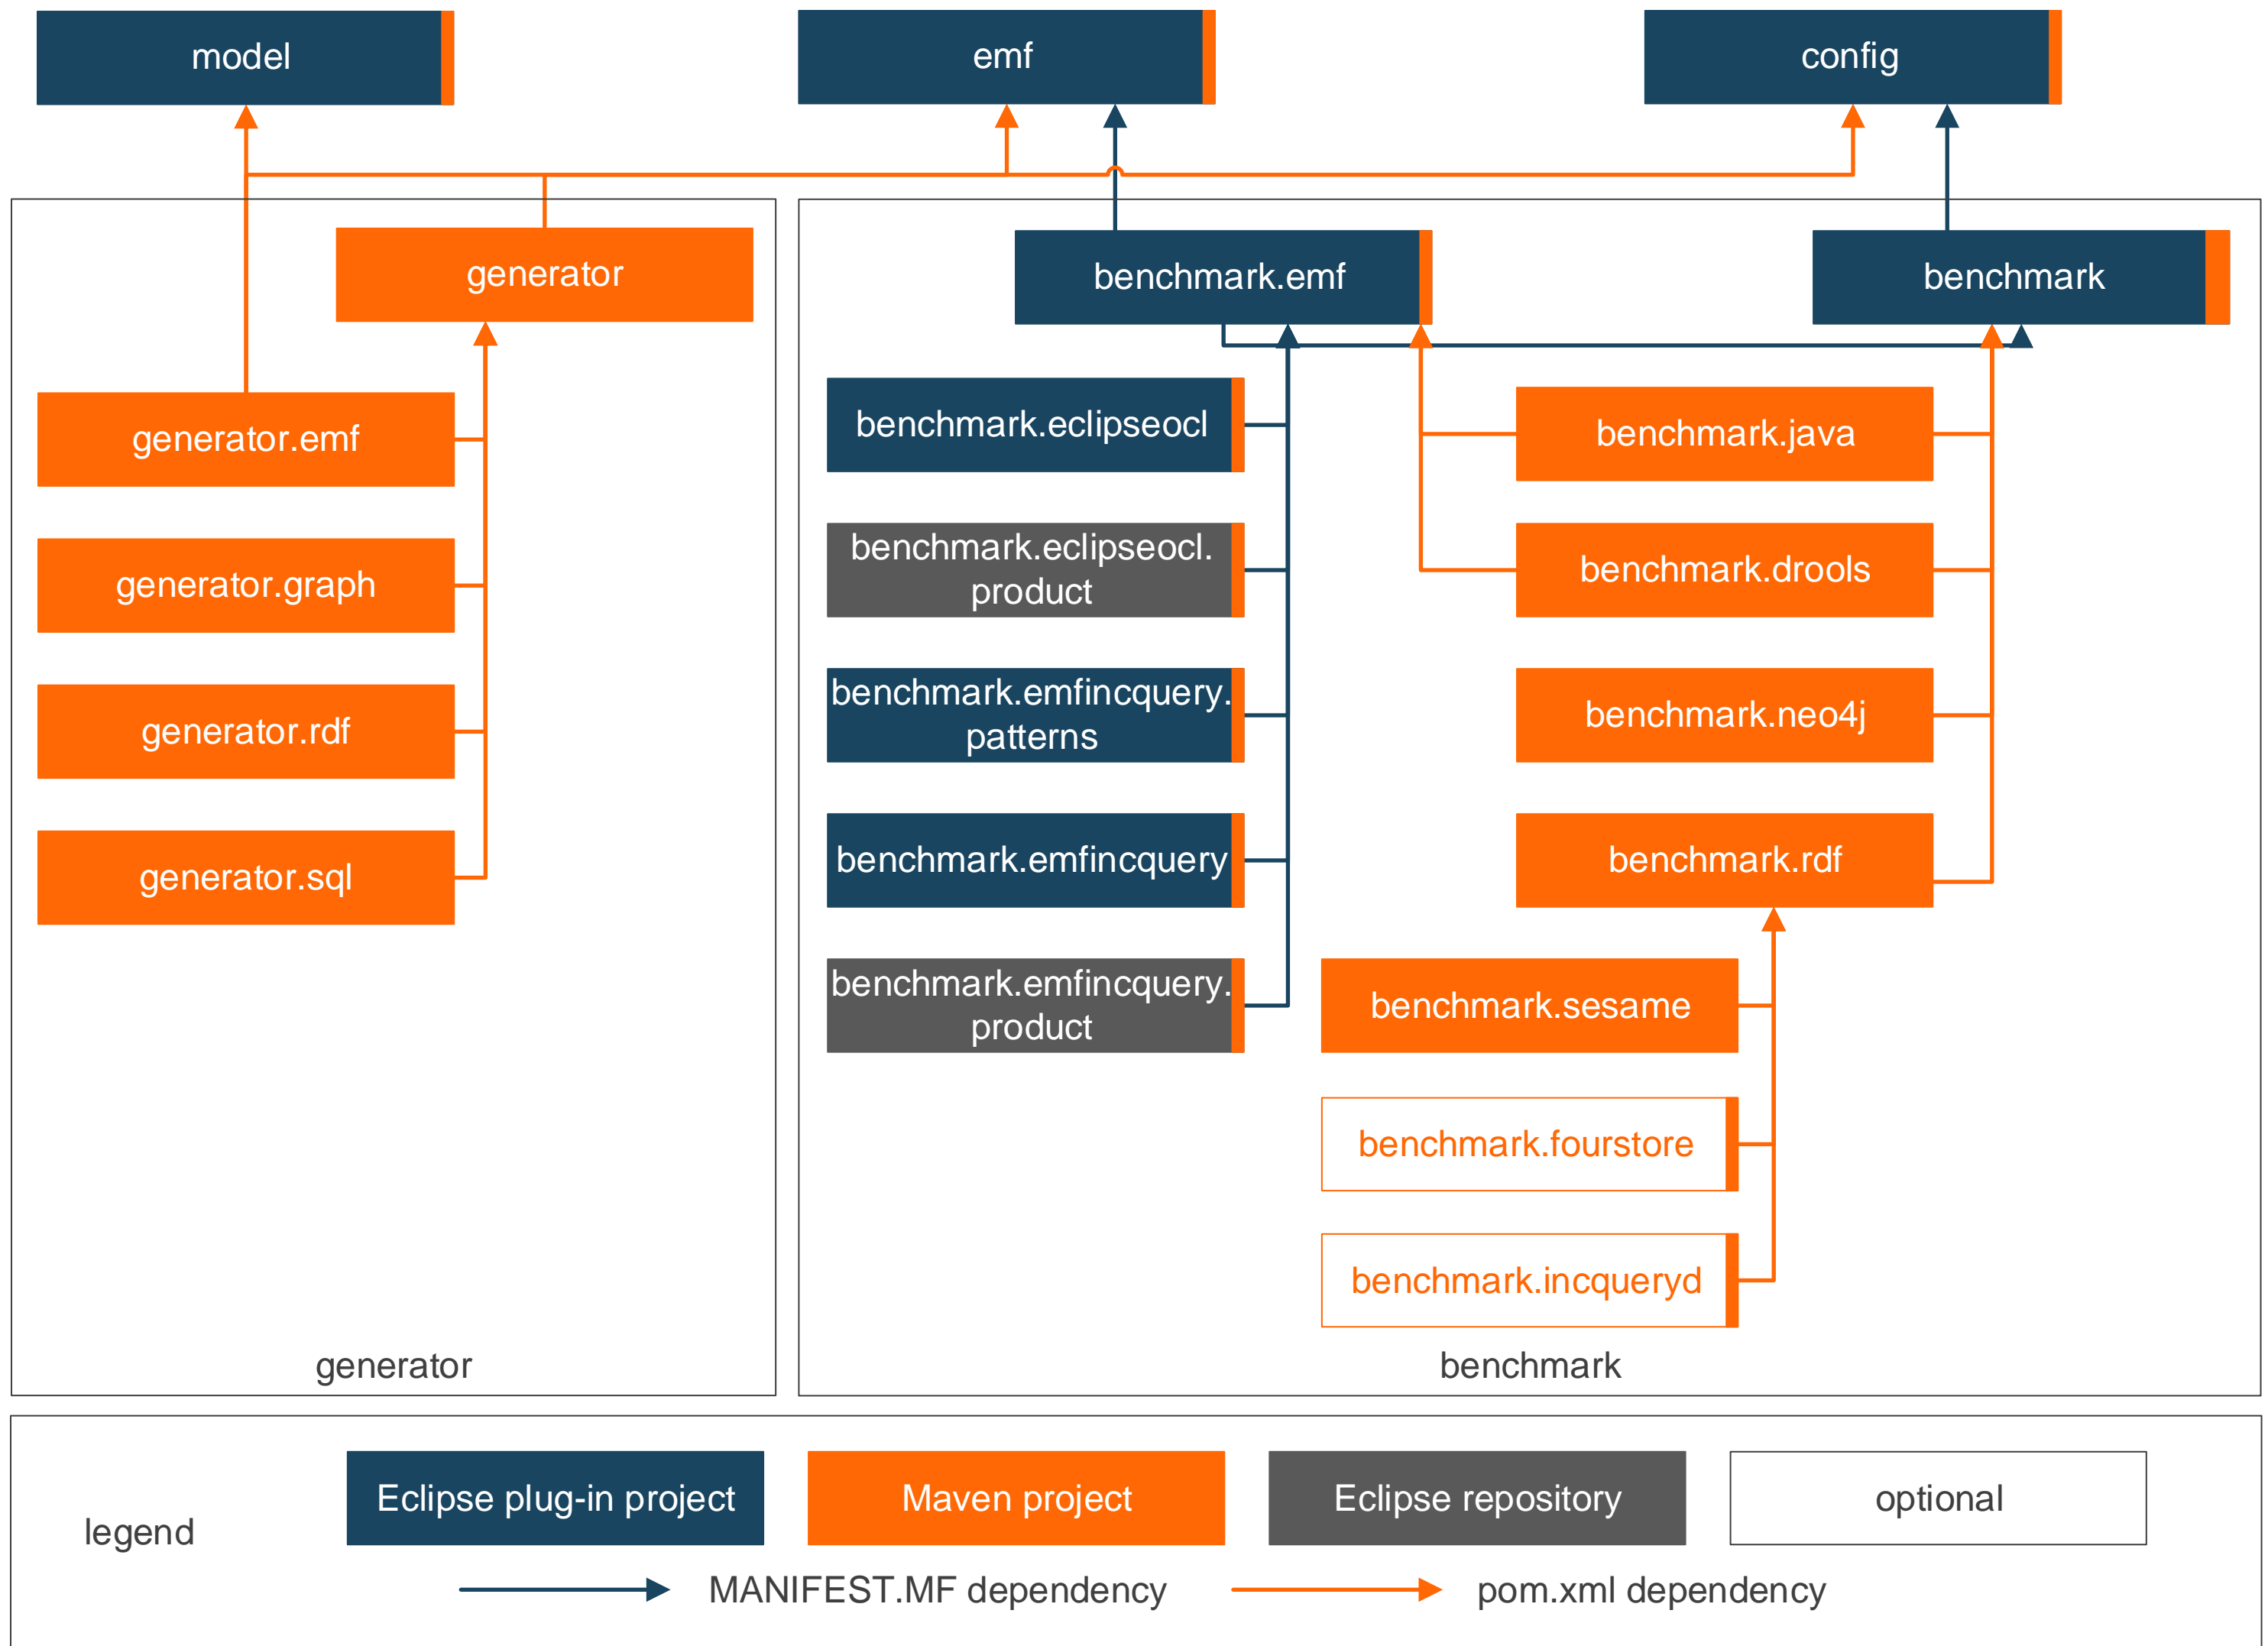 model
emf
config
generator
benchmark.emf
benchmark
generator.emf
generator.graph
generator.rdf
generator.sql
benchmark.eclipseocl
benchmark.eclipseocl.
product
benchmark.emfincquery.
patterns
benchmark.emfincquery
benchmark.emfincquery.
product
benchmark.java
benchmark.drools
benchmark.neo4j
benchmark.rdf
benchmark.sesame
benchmark.fourstore
benchmark.incqueryd
generator
benchmark
legend
Eclipse plug-in project
Maven project
Eclipse repository
optional
MANIFEST.MF dependency
pom.xml dependency